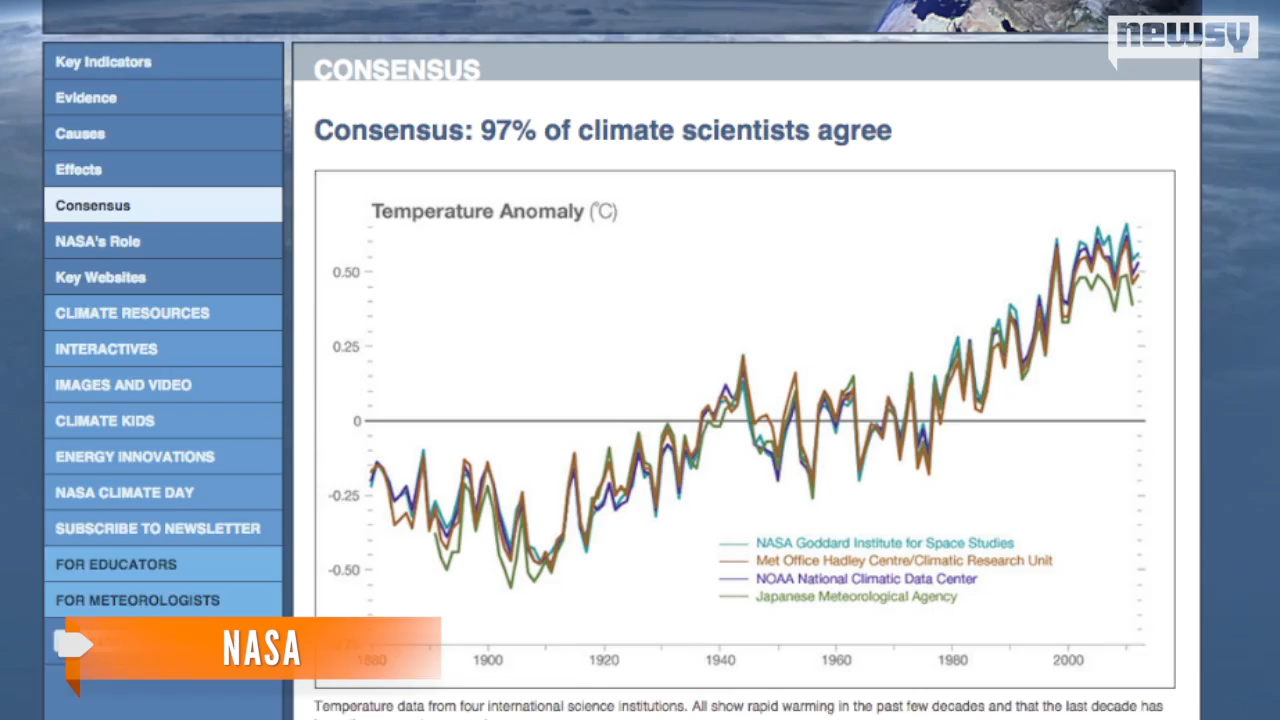 newsy
Key Indicators
Evidence
Causes
Effects
Consensus
NASA's Role
Key Websites
CLIMATE RESOURCES
INTERACTIVES
IMAGES AND VIDEO
CLIMATE KIDS
ENERGY INNOVATIONS
NASA CLIMATE DAY
SUBSCRIBE TO NEWSLETTER
FOR EDUCATORS
FOR METEOROLOGISTS
NASA
CONSENSUS
Consensus: 97% of climate scientists agree
Temperature Anomaly (°C)
0.50
0.25
0
-0.25
-0.50
NASA Goddard Institute for Space Studies
Met Office Hadley Centre/Climatic Research Unit
NOAA National Climatic Data Center
Japanese Meteorological Agency
1880 1900 1920 1940 1960 1980 2000
Temperature data from four international science institutions. All show rapid warming in the past few decades and that the last decade has